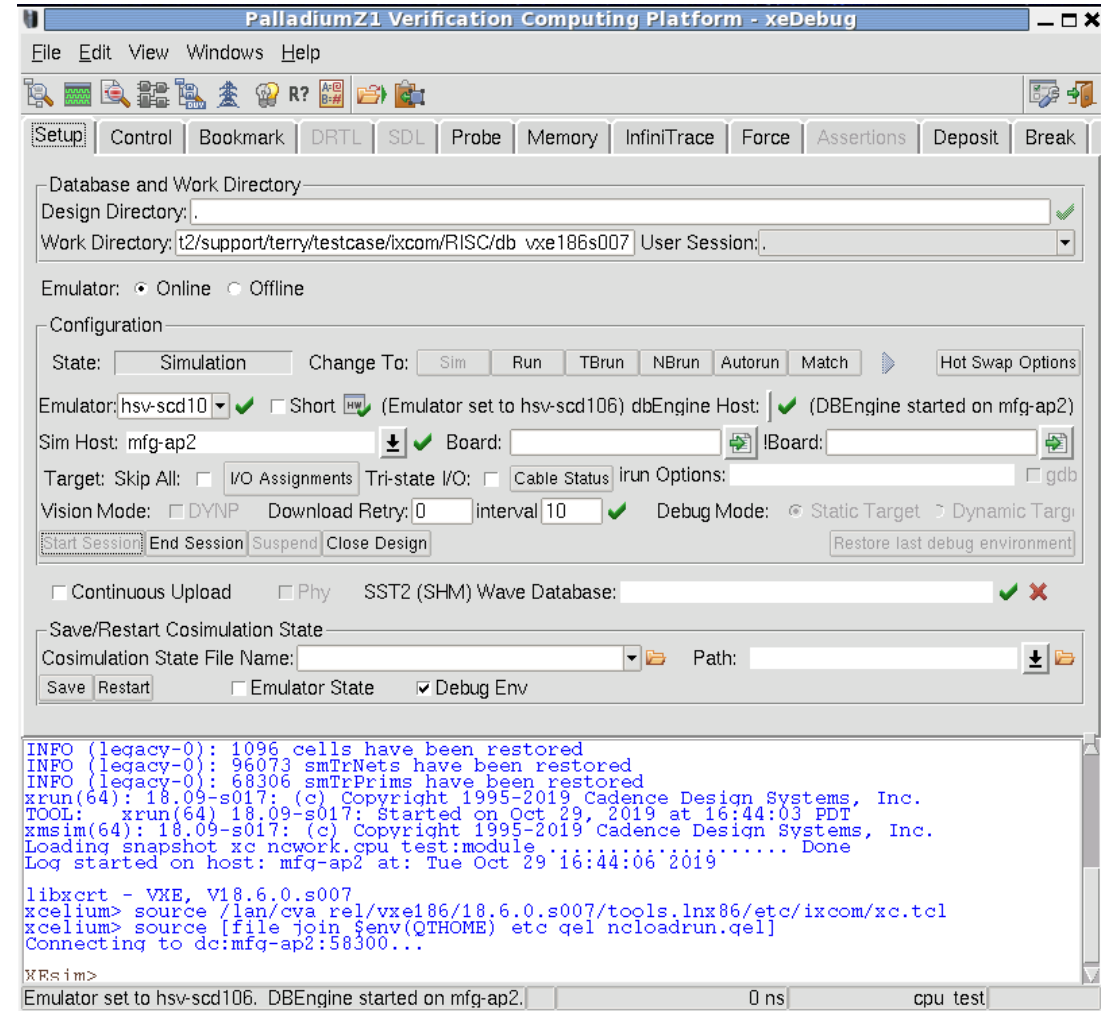 PalladiumZ1 Verification Computing Platform - xeDebug
File Edit View Windows Help
R? A=@ B=#
Setup Control Bookmark DRTL SDL Probe Memory InfiniTrace Force Assertions Deposit Break
Database and Work Directory
Design Directory: .
Work Directory: t2/support/terry/testcase/ixcom/RISC/db_vxe186s007 User Session: .
Emulator: Online Offline
Configuration
State: Simulation Change To: Sim Run TBrun NBrun Autorun Match Hot Swap Options
Emulator: hsv-scd10 Short HW (Emulator set to hsv-scd106) dbEngine Host: (DBEngine started on mfg-ap2)
Sim Host: mfg-ap2 Board: !Board:
Target: Skip All: I/O Assignments Tri-state I/O: Cable Status irun Options: gdb
Vision Mode: DYNP Download Retry: 0 interval 10 Debug Mode: Static Target Dynamic Targ
Start Session End Session Suspend Close Design Restore last debug environment
Continuous Upload Phy SST2 (SHM) Wave Database:
Save/Restart Cosimulation State
Cosimulation State File Name: Path:
Save Restart Emulator State Debug Env
INFO (legacy-0): 1096 cells have been restored
INFO (legacy-0): 96073 smTrNets have been restored
INFO (legacy-0): 68306 smTrPrims have been restored
xrun(64): 18.09-s017: (c) Copyright 1995-2019 Cadence Design Systems, Inc.
TOOL: xrun(64) 18.09-s017: Started on Oct 29, 2019 at 16:44:03 PDT
xmsim(64): 18.09-s017: (c) Copyright 1995-2019 Cadence Design Systems, Inc.
Loading snapshot xc_ncwork.cpu_test:module .................... Done
Log started on host: mfg-ap2 at: Tue Oct 29 16:44:06 2019
libxcrt - VXE, V18.6.0.s007
xcelium> source /lan/cva_rel/vxe186/18.6.0.s007/tools.lnx86/etc/ixcom/xc.tcl
xcelium> source [file join $env(QTHOME) etc qel ncloadrun.qel]
Connecting to dc:mfg-ap2:58300...
XEsim>
Emulator set to hsv-scd106. DBEngine started on mfg-ap2. 0 ns cpu_test